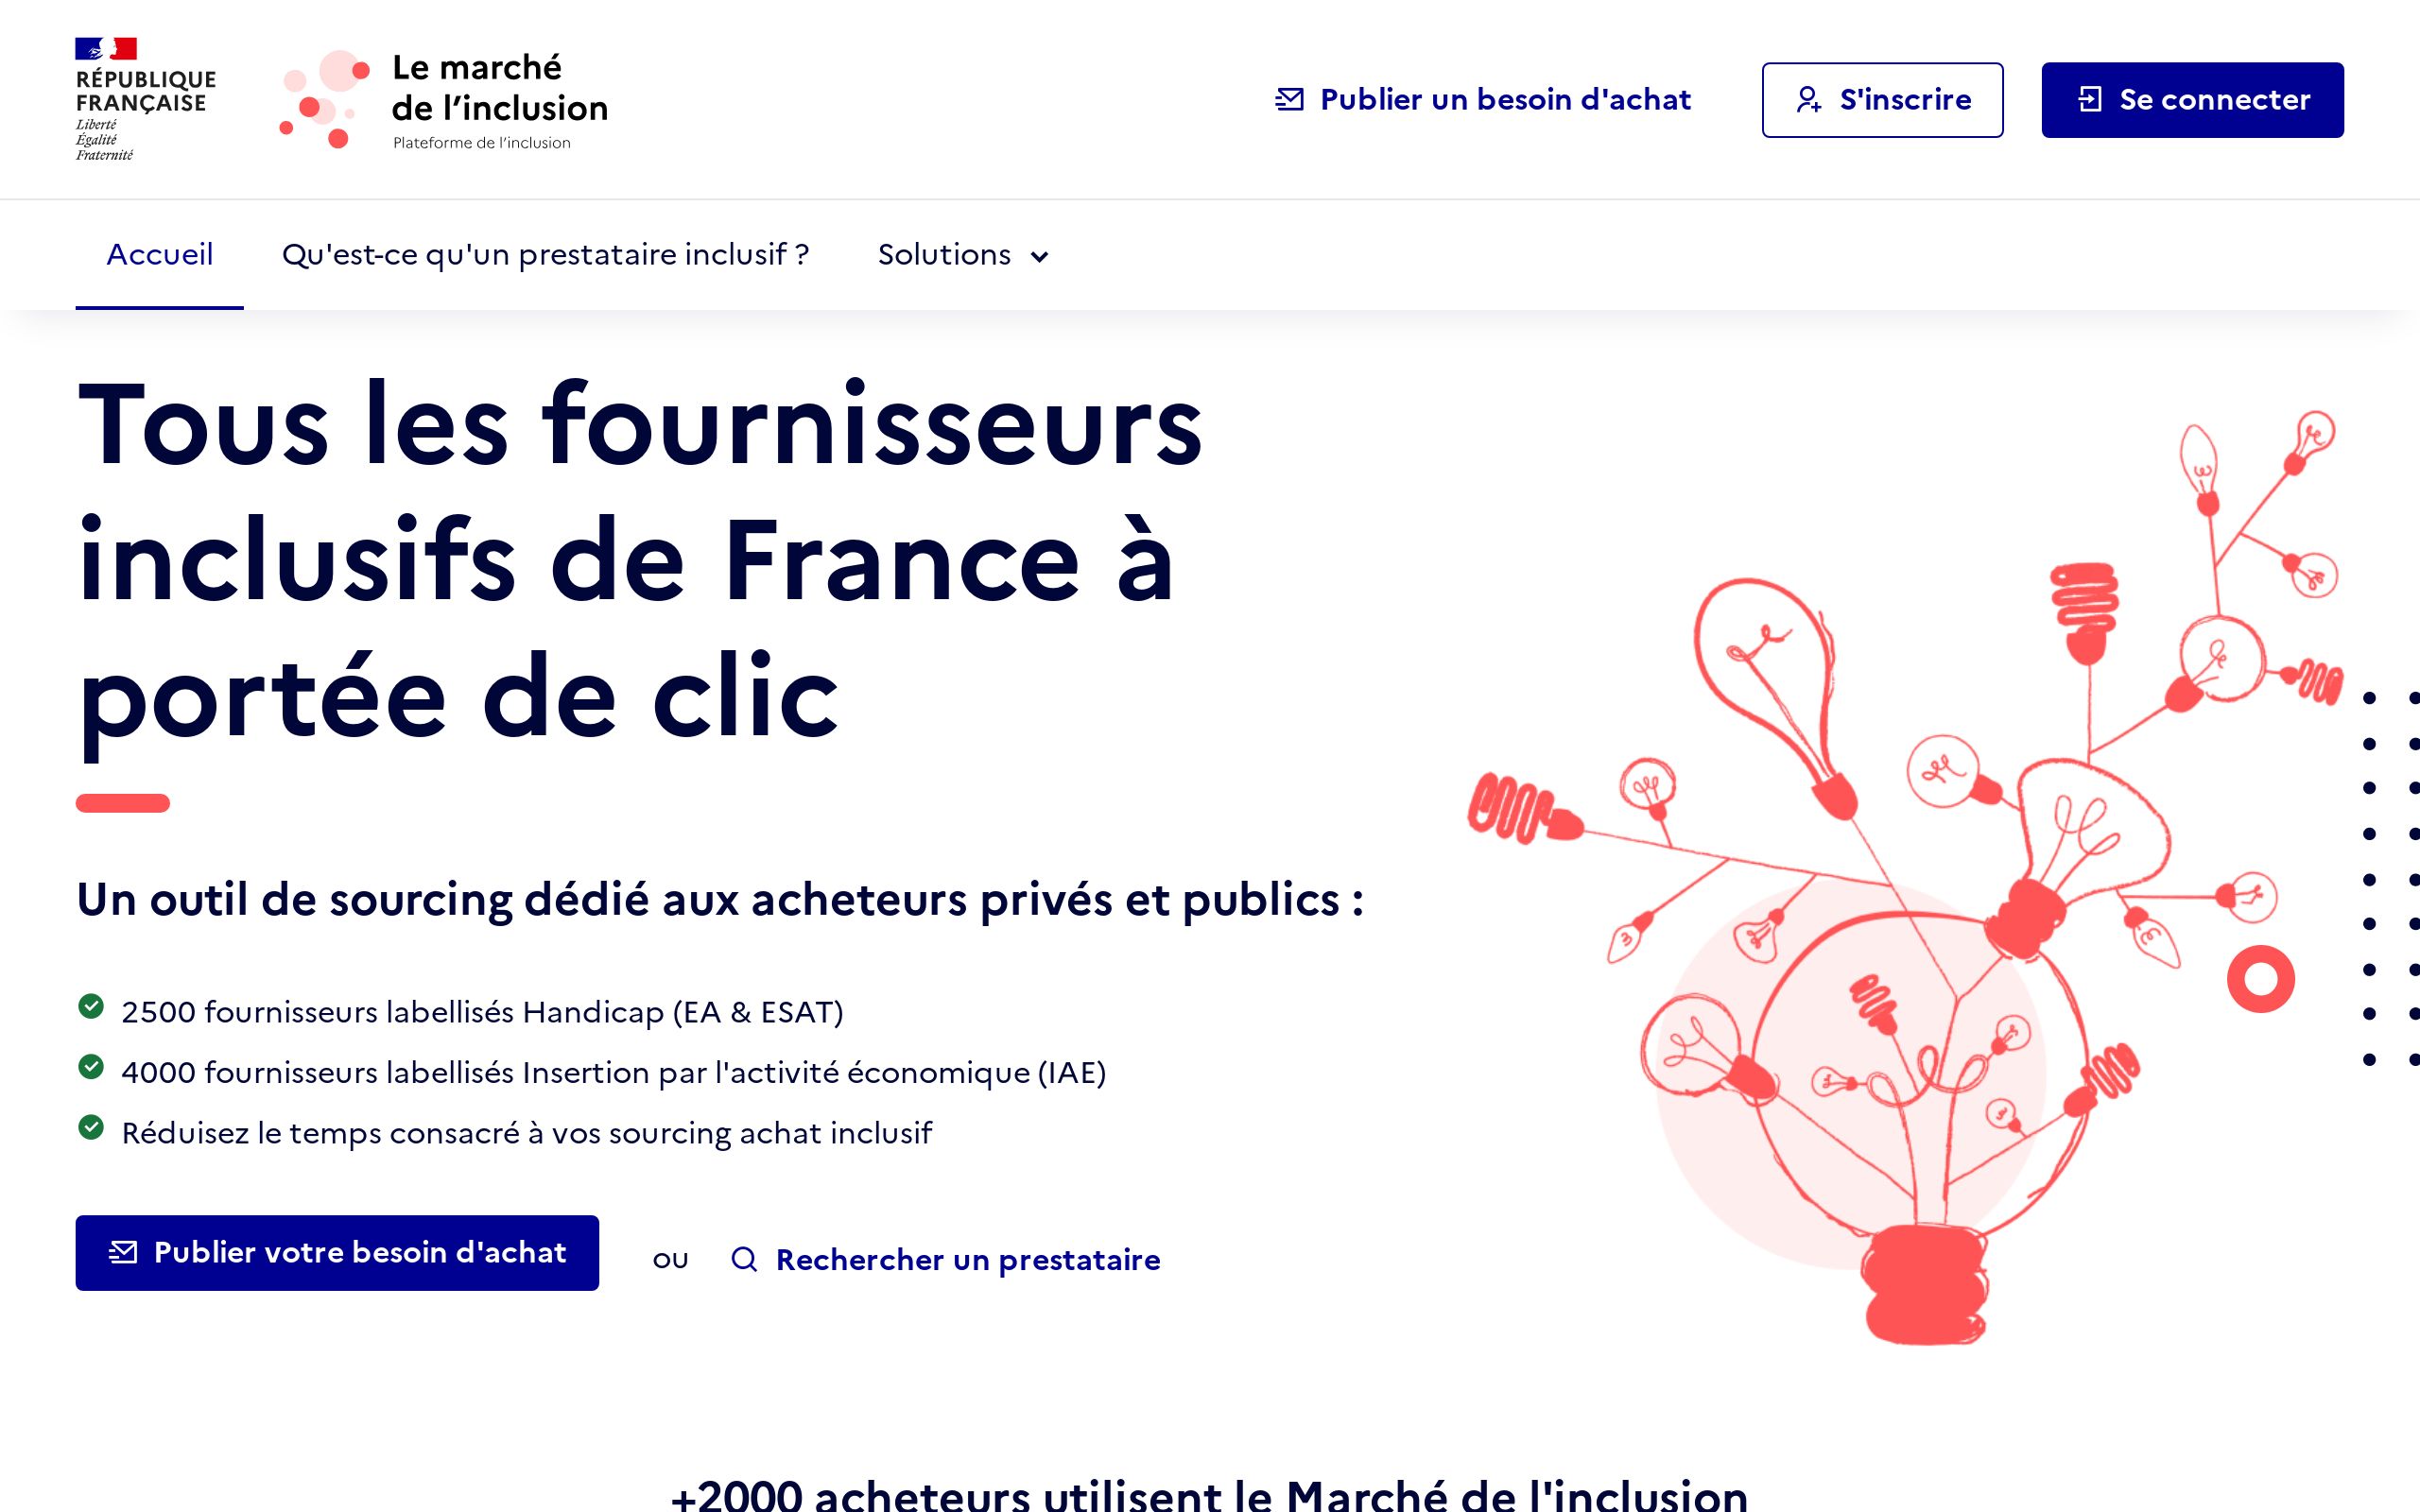 RÉPUBLIQUE
FRANÇAISE
Liberté
Égalité
Fraternité
Le marché
de l'inclusion
Plateforme de l'inclusion
Publier un besoin d'achat
S'inscrire
Se connecter
Accueil
Qu'est-ce qu'un prestataire inclusif ?
Solutions
Tous les fournisseurs
inclusifs de France à
portée de clic
Un outil de sourcing dédié aux acheteurs privés et publics :
2500 fournisseurs labellisés Handicap (EA & ESAT)
4000 fournisseurs labellisés Insertion par l'activité économique (IAE)
Réduisez le temps consacré à vos sourcing achat inclusif
Publier votre besoin d'achat
ou
Rechercher un prestataire
+2000 acheteurs utilisent le Marché de l'inclusion